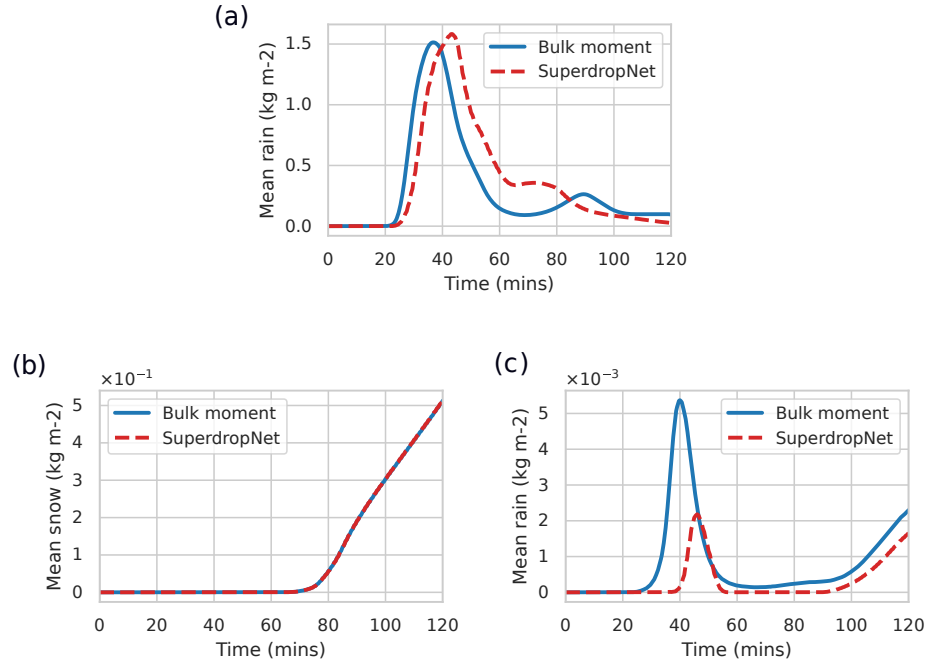 (a)
Mean rain (kg m-2)
1.5
1.0
0.5
0.0
Bulk moment
SuperdropNet
0 20 40 60 80 100 120
Time (mins)
(b)
×10⁻¹
Mean snow (kg m-2)
5
4
3
2
1
0
Bulk moment
SuperdropNet
0 20 40 60 80 100 120
Time (mins)
(c)
×10⁻³
Mean rain (kg m-2)
5
4
3
2
1
0
Bulk moment
SuperdropNet
0 20 40 60 80 100 120
Time (mins)